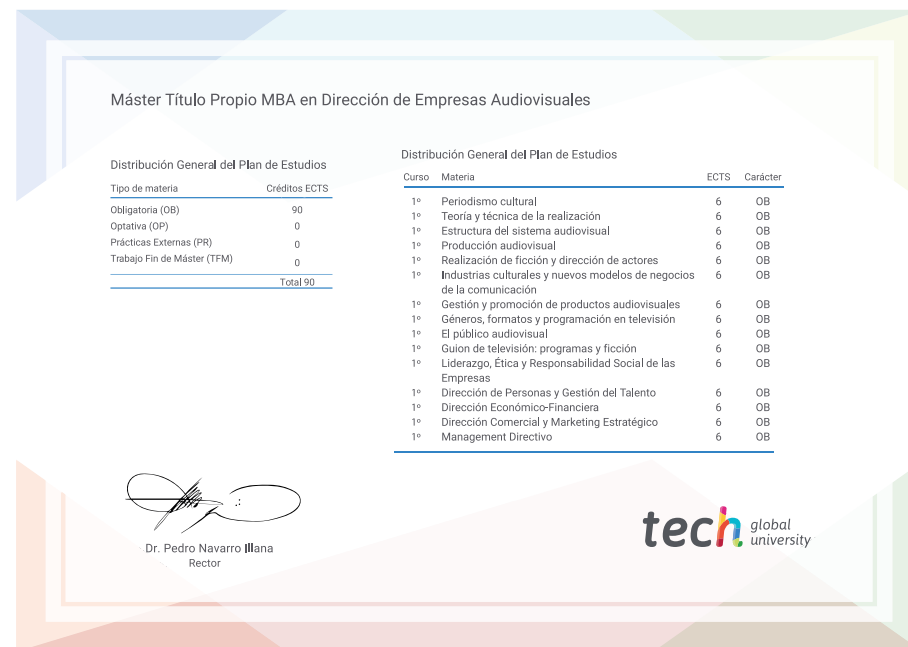 Máster Título Propio MBA en Dirección de Empresas Audiovisuales
Distribución General del Plan de Estudios
Tipo de materia Créditos ECTS
Obligatoria (OB) 90
Optativa (OP) 0
Prácticas Externas (PR) 0
Trabajo Fin de Máster (TFM) 0
Total 90
Distribución General del Plan de Estudios
Curso Materia ECTS Carácter
1º Periodismo cultural 6 OB
1º Teoría y técnica de la realización 6 OB
1º Estructura del sistema audiovisual 6 OB
1º Producción audiovisual 6 OB
1º Realización de ficción y dirección de actores 6 OB
1º Industrias culturales y nuevos modelos de negocios 6 OB
de la comunicación
1º Gestión y promoción de productos audiovisuales 6 OB
1º Géneros, formatos y programación en televisión 6 OB
1º El público audiovisual 6 OB
1º Guion de televisión: programas y ficción 6 OB
1º Liderazgo, Ética y Responsabilidad Social de las 6 OB
Empresas
1º Dirección de Personas y Gestión del Talento 6 OB
1º Dirección Económico-Financiera 6 OB
1º Dirección Comercial y Marketing Estratégico 6 OB
1º Management Directivo 6 OB
Dr. Pedro Navarro Illana
Rector
tech global
university